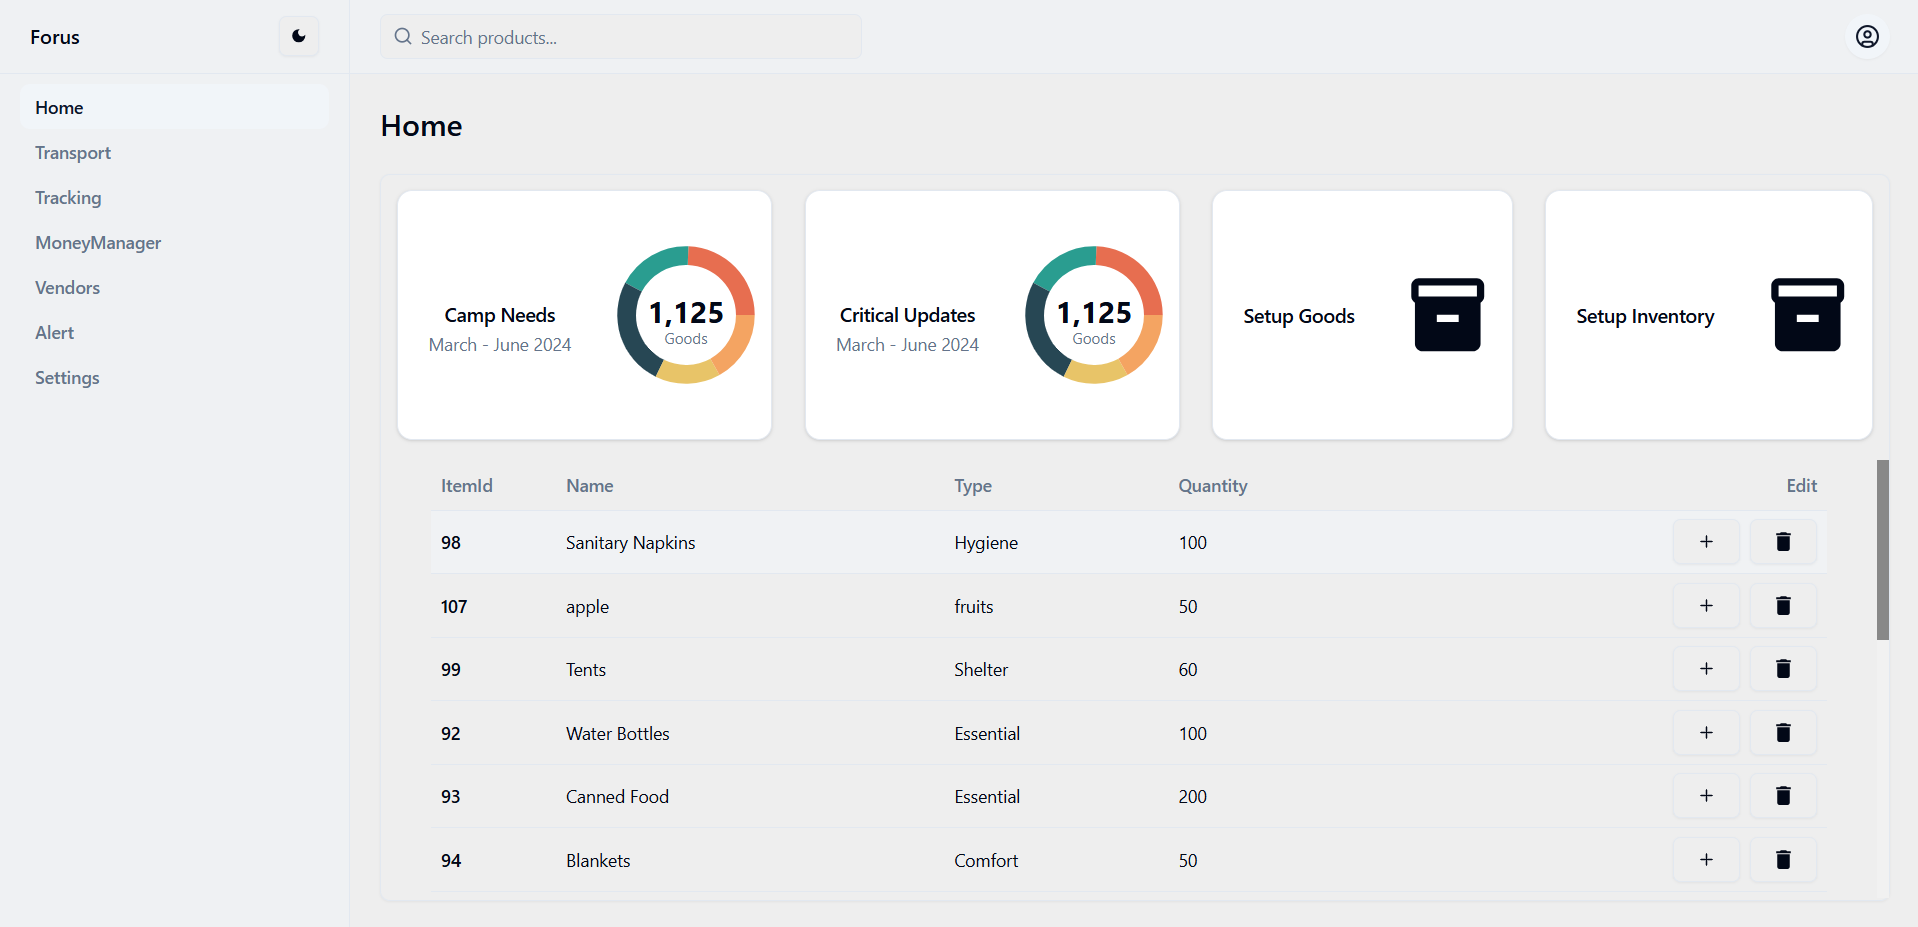 Forus
Search products...
Home
Transport
Tracking
MoneyManager
Vendors
Alert
Settings
Home
Camp Needs
March - June 2024
1,125
Goods
Critical Updates
March - June 2024
1,125
Goods
Setup Goods
Setup Inventory
ItemId Name Type Quantity Edit
98 Sanitary Napkins Hygiene 100
107 apple fruits 50
99 Tents Shelter 60
92 Water Bottles Essential 100
93 Canned Food Essential 200
94 Blankets Comfort 50